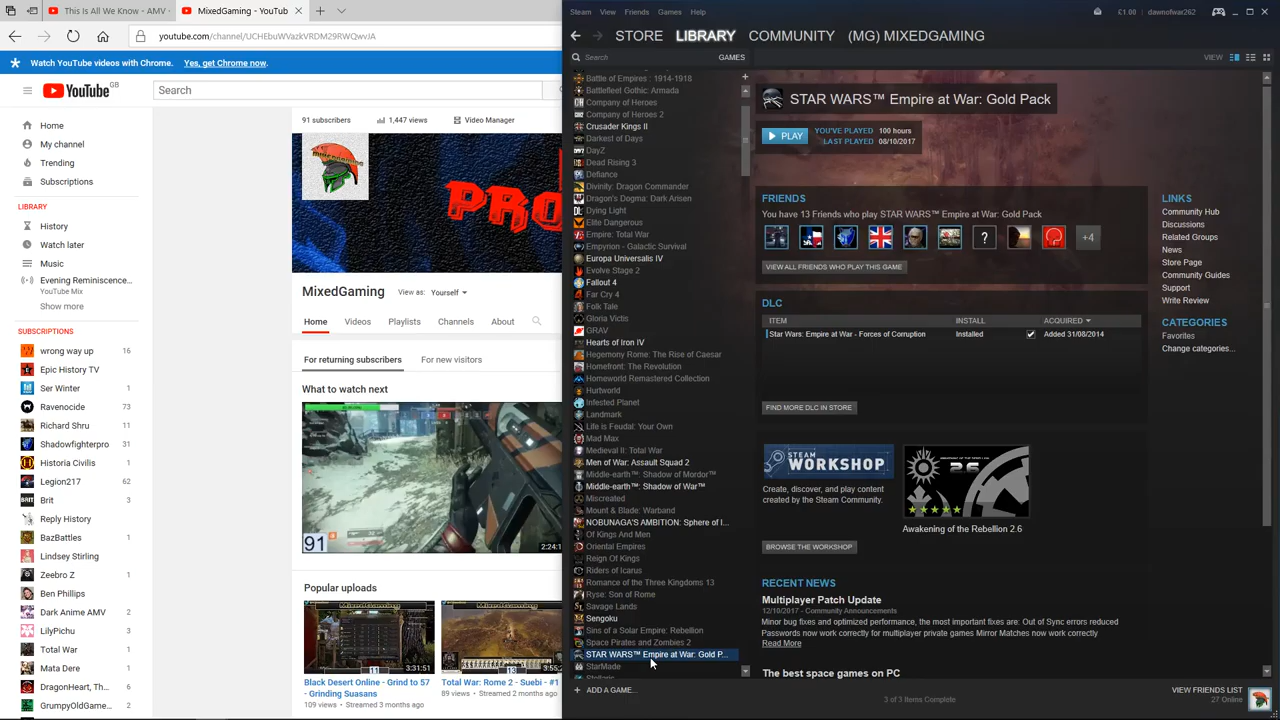 This Is All We Know - AMV -
MixedGaming - YouTub
youtube.com/channel/UCHEbuWVazkVRDM29RWQwvJA
Watch YouTube videos with Chrome. Yes, get Chrome now.
YouTube GB
Search
Home
My channel
Trending
Subscriptions
LIBRARY
History
Watch later
Music
Evening Reminiscence...
YouTube Mix
Show more
SUBSCRIPTIONS
wrong way up 16
Epic History TV
Ser Winter 1
Ravenocide 73
Richard Shru 11
Shadowfighterpro 31
Historia Civilis 1
Legion217 62
Brit 1
Reply History
BazBattles 1
Lindsey Stirling
Zeebro Z 1
Ben Phillips
Dark Anime AMV 2
LilyPichu 1
Total War 1
Mata Dere 1
DragonHeart, Th... 1
GrumpyOldGame... 1
91 subscribers
1,447 views
Video Manager
MIXEDGAMING
PRO
MixedGaming
View as: Yourself
Home Videos Playlists Channels About
For returning subscribers For new visitors
What to watch next
91
2:24:1
Popular uploads
MixedGaming
11
3:31:51
Black Desert Online - Grind to 57
- Grinding Suasans
109 views • Streamed 3 months ago
MixedGaming
13
3:55:2
Total War: Rome 2 - Suebi - #1
89 views • Streamed 2 months ago
Steam View Friends Games Help
£1.00 dawnofwar262
STORE LIBRARY COMMUNITY (MG) MIXEDGAMING
Search GAMES
VIEW
Battle of Empires : 1914-1918
Battlefleet Gothic: Armada
Company of Heroes
Company of Heroes 2
Crusader Kings II
Darkest of Days
DayZ
Dead Rising 3
Defiance
Divinity: Dragon Commander
Dragon's Dogma: Dark Arisen
Dying Light
Elite Dangerous
Empire: Total War
Empyrion - Galactic Survival
Europa Universalis IV
Evolve Stage 2
Fallout 4
Far Cry 4
Folk Tale
Gloria Victis
GRAV
Hearts of Iron IV
Hegemony Rome: The Rise of Caesar
Homefront: The Revolution
Homeworld Remastered Collection
Hurtworld
Infested Planet
Landmark
Life is Feudal: Your Own
Mad Max
Medieval II: Total War
Men of War: Assault Squad 2
Middle-earth™: Shadow of Mordor™
Middle-earth™: Shadow of War™
Miscreated
Mount & Blade: Warband
NOBUNAGA'S AMBITION: Sphere of I...
Of Kings And Men
Oriental Empires
Reign Of Kings
Riders of Icarus
Romance of the Three Kingdoms 13
Ryse: Son of Rome
Savage Lands
Sengoku
Sins of a Solar Empire: Rebellion
Space Pirates and Zombies 2
STAR WARS™ Empire at War: Gold P...
StarMade
Stellaris
ADD A GAME...
STAR WARS™ Empire at War: Gold Pack
PLAY
YOU'VE PLAYED 100 hours
LAST PLAYED 08/10/2017
FRIENDS
You have 13 Friends who play STAR WARS™ Empire at War: Gold Pack
? +4
VIEW ALL FRIENDS WHO PLAY THIS GAME
DLC
ITEM INSTALL ACQUIRED
Star Wars: Empire at War - Forces of Corruption Installed Added 31/08/2014
FIND MORE DLC IN STORE
STEAM WORKSHOP
Create, discover, and play content
created by the Steam Community.
BROWSE THE WORKSHOP
2.6
Awakening of the Rebellion 2.6
RECENT NEWS
Multiplayer Patch Update
12/10/2017 - Community Announcements
Minor bug fixes and optimized performance, the most important fixes are: Out of Sync errors reduced
Passwords now work correctly for multiplayer private games Mirror Matches now work correctly
Read More
The best space games on PC
LINKS
Community Hub
Discussions
Related Groups
News
Store Page
Community Guides
Support
Write Review
CATEGORIES
Favorites
Change categories...
3 of 3 Items Complete
VIEW FRIENDS LIST
27 Online